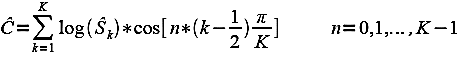 Ĉ = ∑_{k=1}^{K} log(Ŝ_k)∗cos[n∗(k−1/2)π/K]    n=0,1,...,K−1